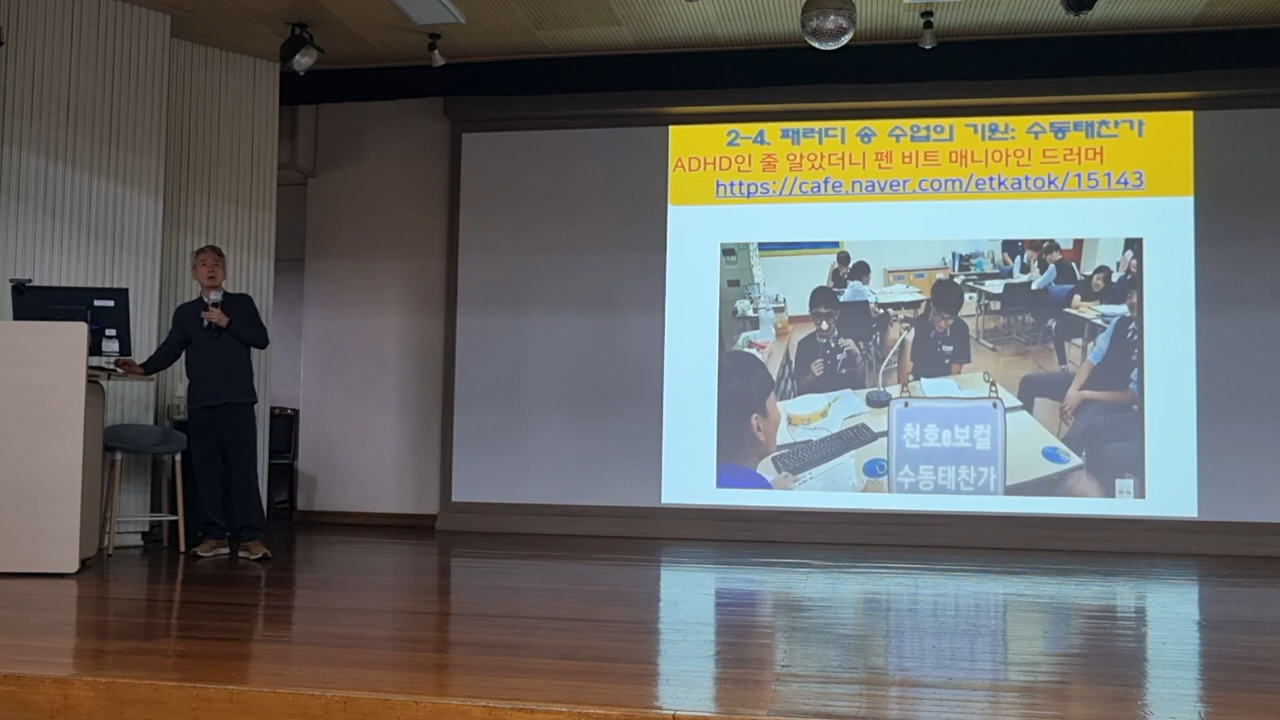 2-4. 패러디 송 수업의 기원: 수동태찬가
ADHD인 줄 알았더니 펜 비트 매니아인 드러머
https://cafe.naver.com/etkatok/15143
천호e보컬
수동태찬가